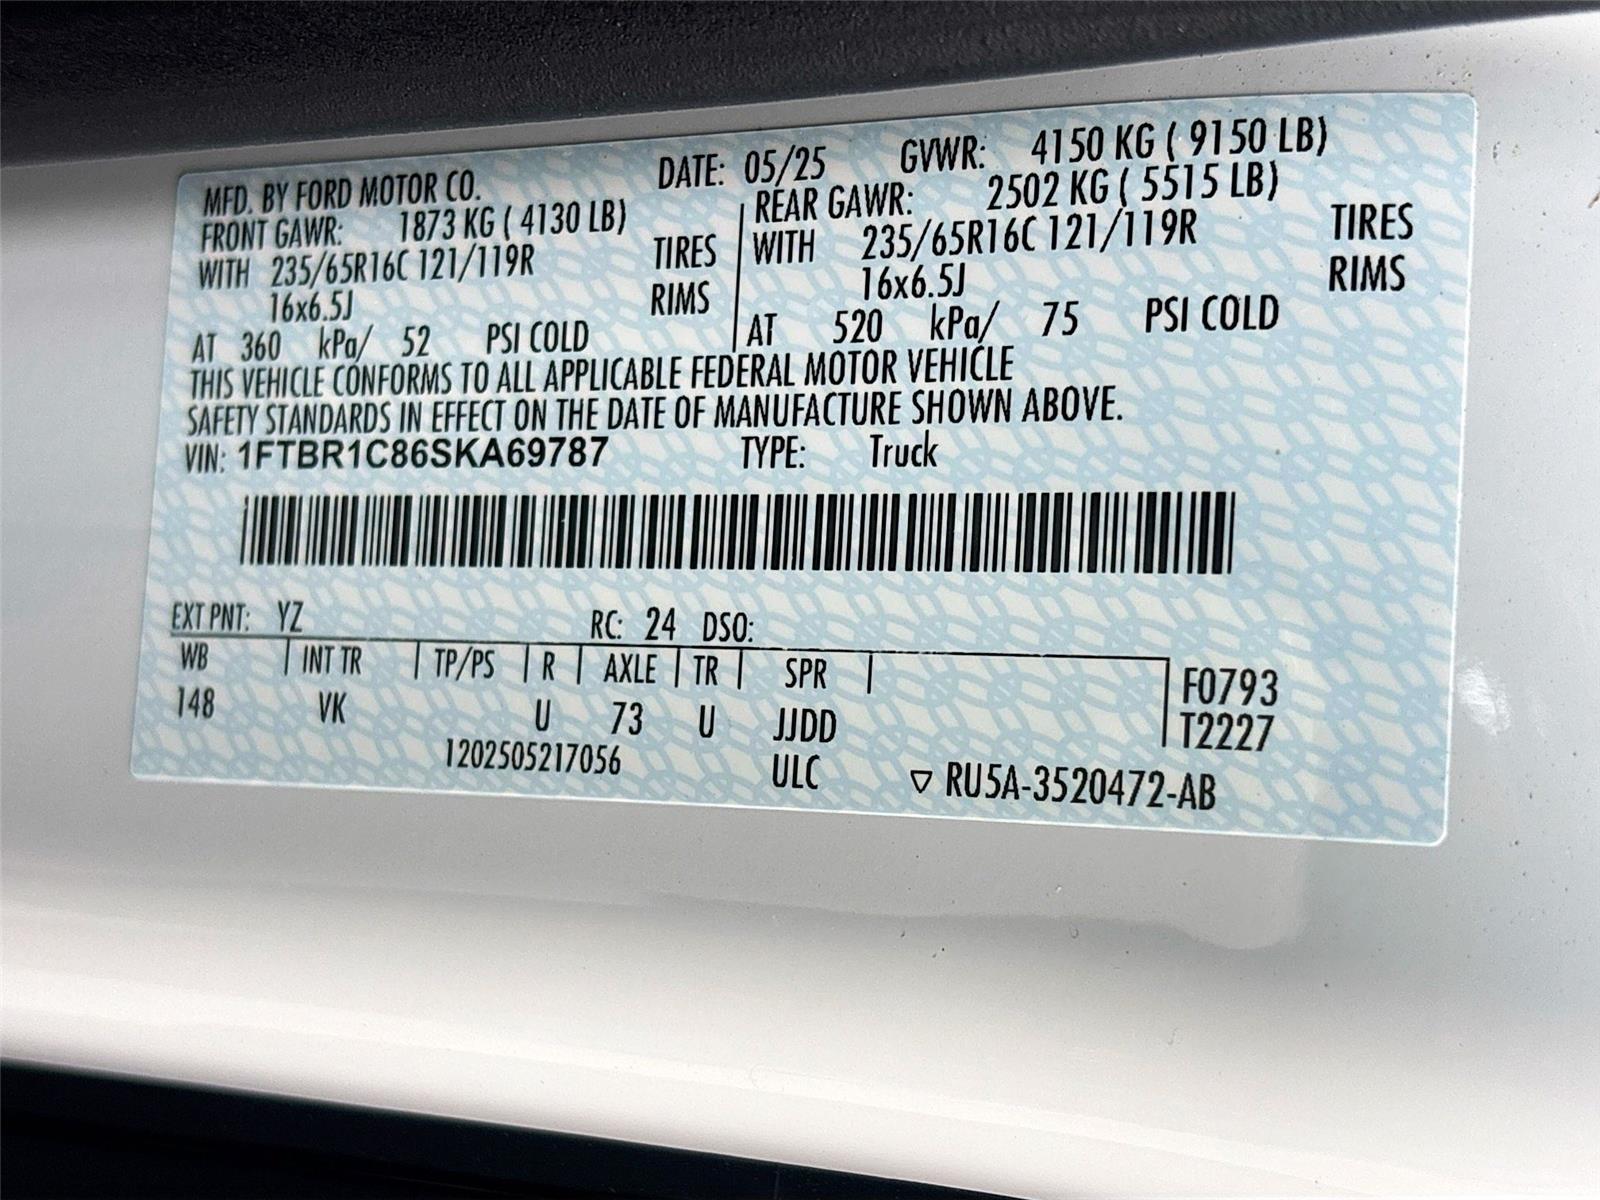 MFD. BY FORD MOTOR CO. DATE: 05/25 GVWR: 4150 KG ( 9150 LB)
FRONT GAWR: 1873 KG ( 4130 LB) REAR GAWR: 2502 KG ( 5515 LB)
WITH 235/65R16C 121/119R TIRES WITH 235/65R16C 121/119R TIRES
16x6.5J RIMS 16x6.5J RIMS
AT 360 kPa/ 52 PSI COLD AT 520 kPa/ 75 PSI COLD
THIS VEHICLE CONFORMS TO ALL APPLICABLE FEDERAL MOTOR VEHICLE
SAFETY STANDARDS IN EFFECT ON THE DATE OF MANUFACTURE SHOWN ABOVE.
VIN: 1FTBR1C86SKA69787 TYPE: Truck
EXT PNT: YZ RC: 24 DSO:
WB INT TR TP/PS R AXLE TR SPR F0793
148 VK U 73 U JJDD T2227
1202505217056 ULC ▽ RU5A-3520472-AB